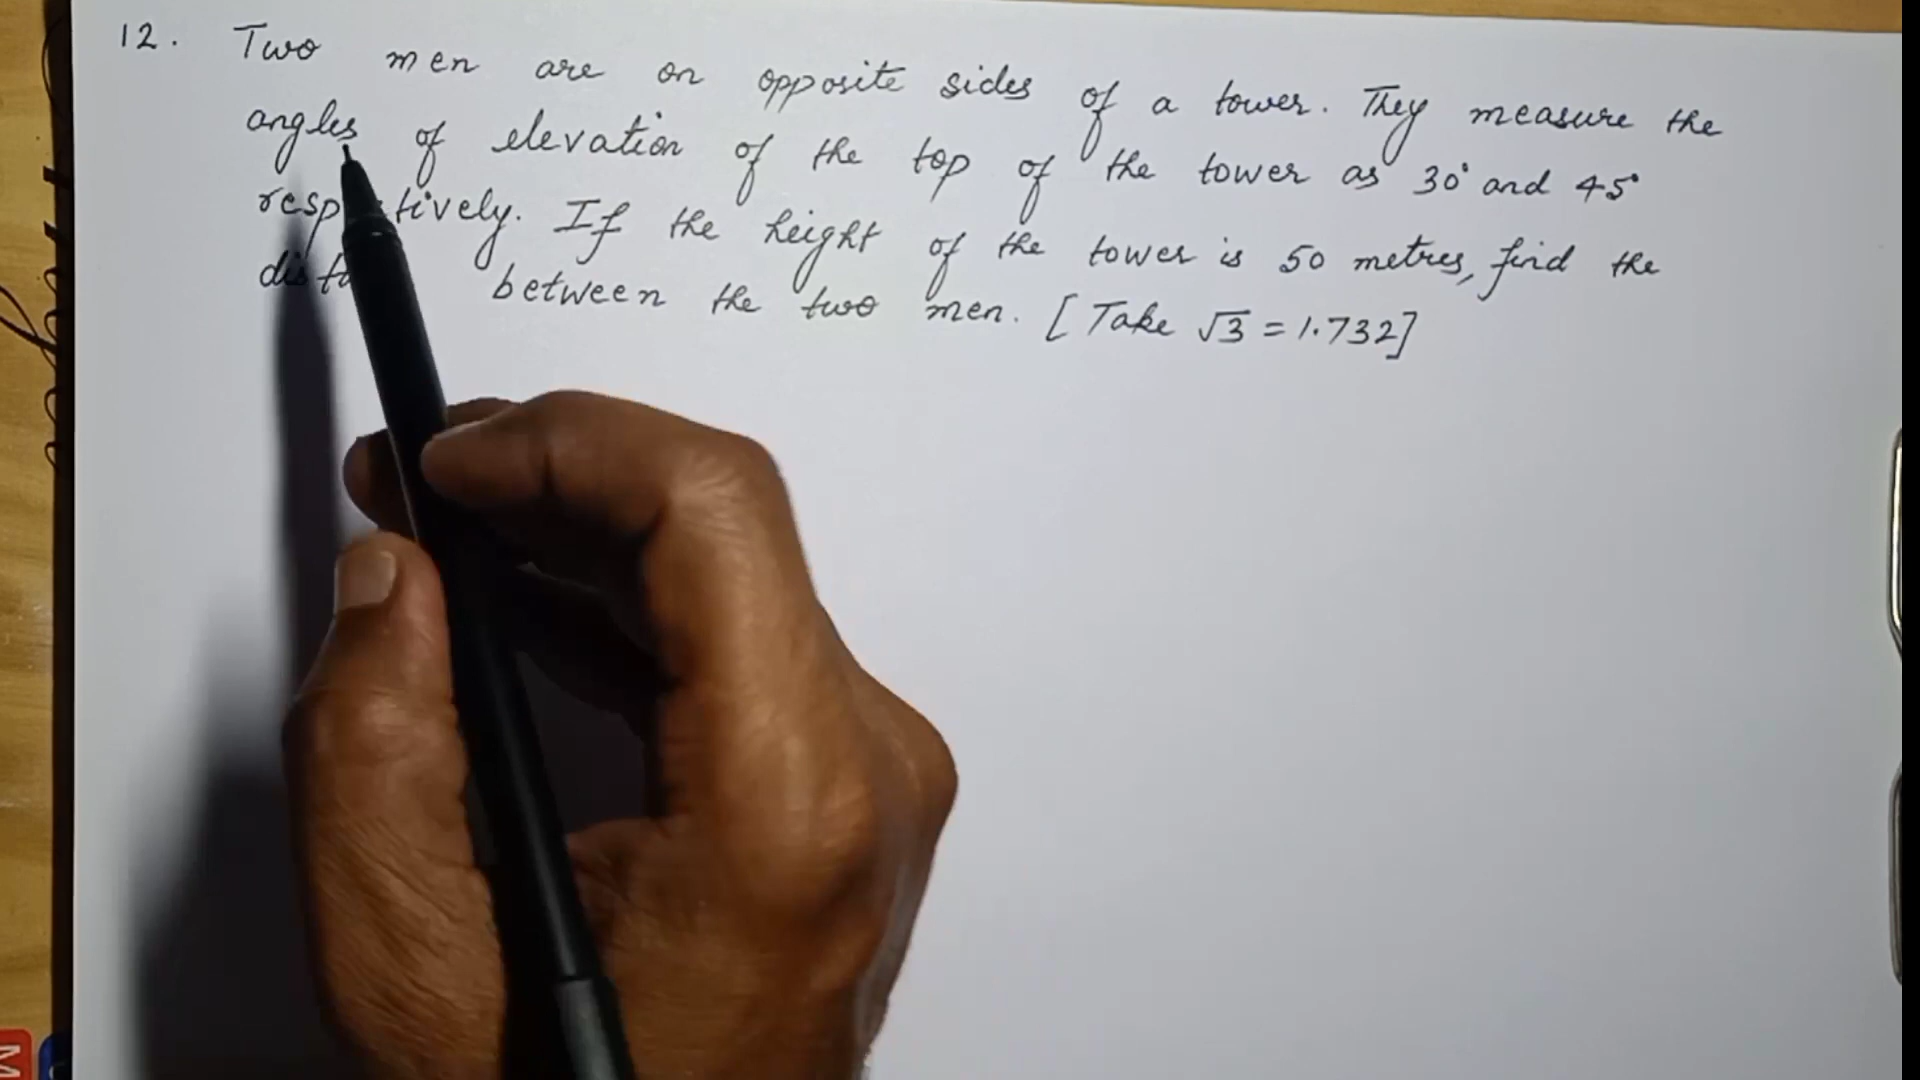 12. Two men are on opposite sides of a tower. They measure the
angles of elevation of the top of the tower as 30° and 45°
respectively. If the height of the tower is 50 metres, find the
between the two men. [Take √3 = 1.732]
M